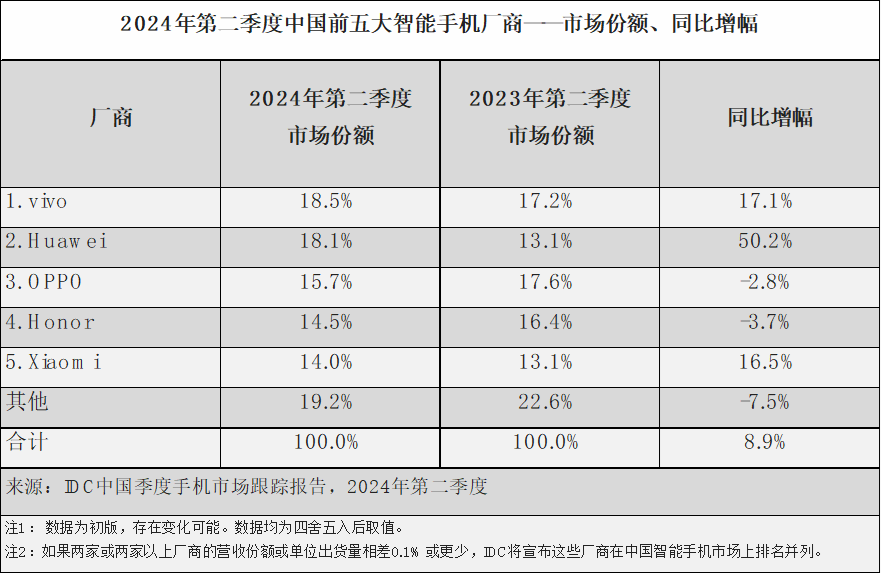 2024年第二季度中国前五大智能手机厂商——市场份额、同比增幅
厂商 2024年第二季度 市场份额 2023年第二季度 市场份额 同比增幅
1.vivo 18.5% 17.2% 17.1%
2.Huawei 18.1% 13.1% 50.2%
3.OPPO 15.7% 17.6% -2.8%
4.Honor 14.5% 16.4% -3.7%
5.Xiaomi 14.0% 13.1% 16.5%
其他 19.2% 22.6% -7.5%
合计 100.0% 100.0% 8.9%
来源：IDC中国季度手机市场跟踪报告，2024年第二季度
注1： 数据为初版，存在变化可能。数据均为四舍五入后取值。
注2：如果两家或两家以上厂商的营收份额或单位出货量相差0.1% 或更少，IDC将宣布这些厂商在中国智能手机市场上排名并列。